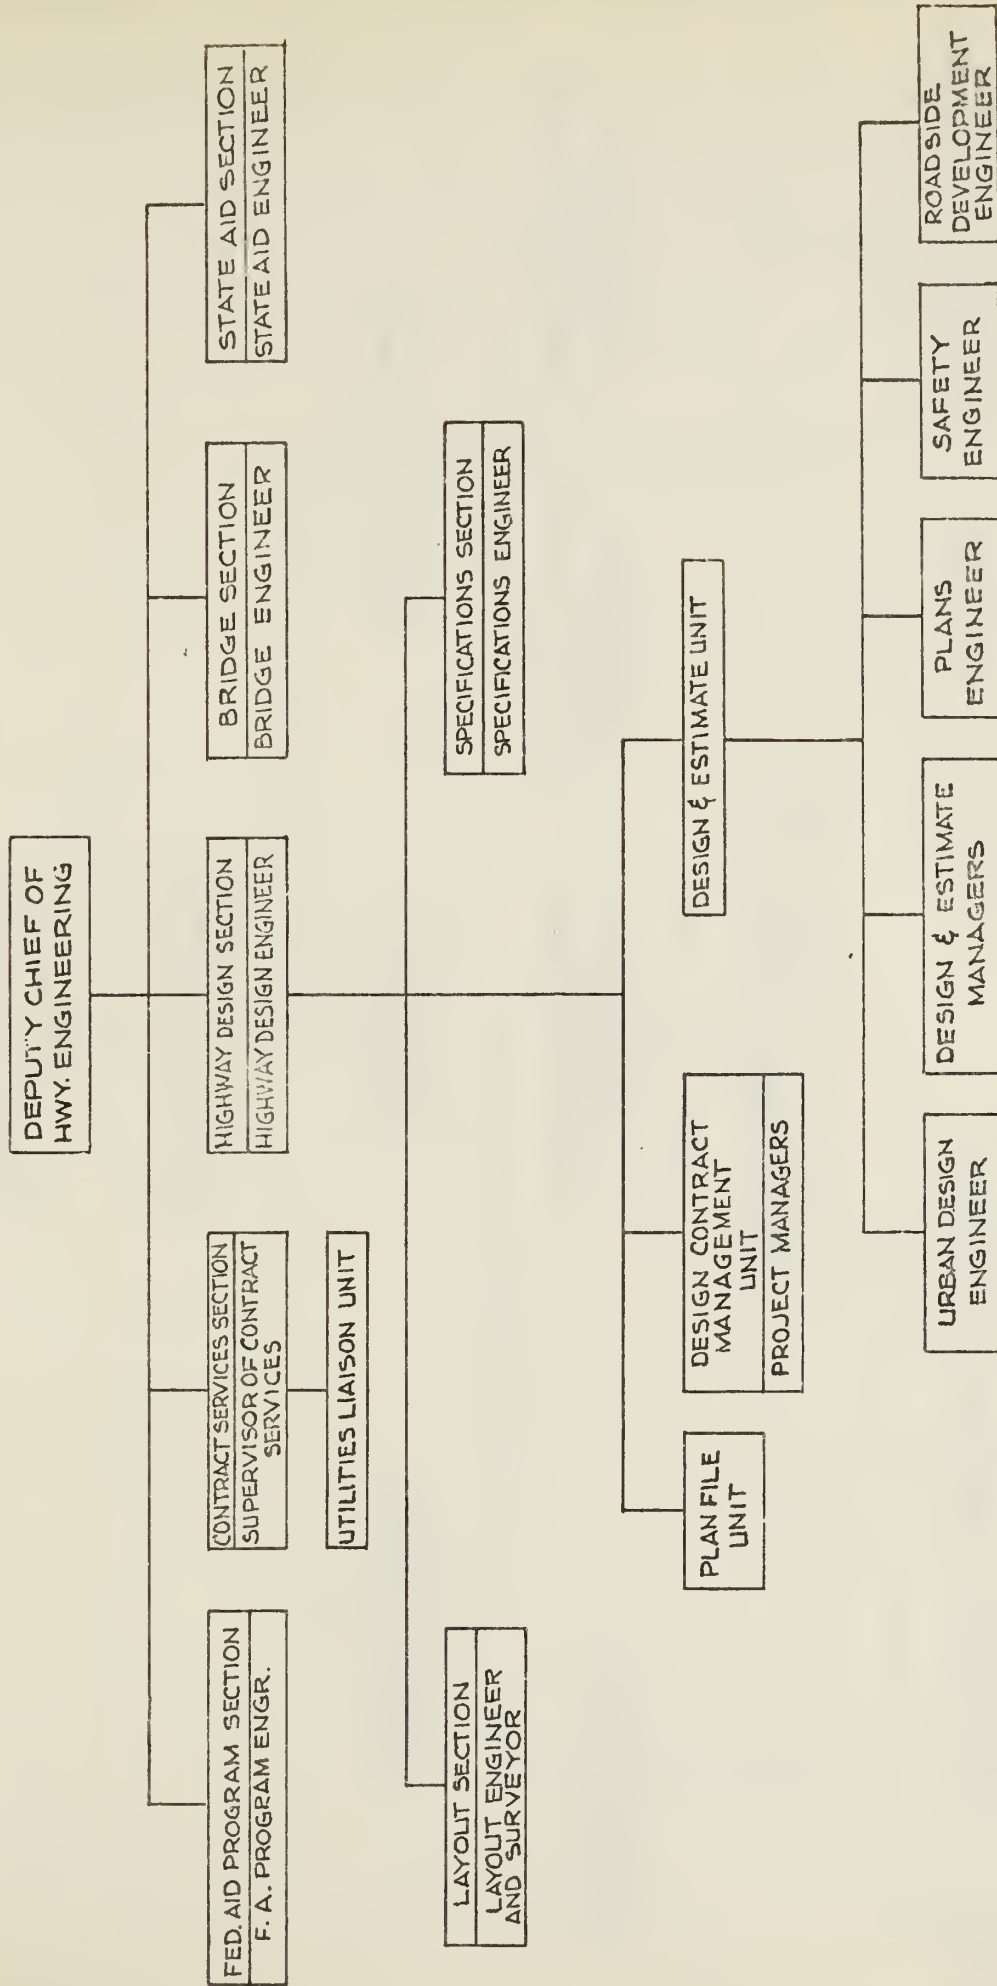 DEPUTY CHIEF OF
HWY. ENGINEERING
FED. AID PROGRAM SECTION
F. A. PROGRAM ENGR.
CONTRACT SERVICES SECTION
SUPERVISOR OF CONTRACT
SERVICES
UTILITIES LIAISON UNIT
HIGHWAY DESIGN SECTION
HIGHWAY DESIGN ENGINEER
BRIDGE SECTION
BRIDGE ENGINEER
STATE AID SECTION
STATE AID ENGINEER
LAYOUT SECTION
LAYOUT ENGINEER
AND SURVEYOR
SPECIFICATIONS SECTION
SPECIFICATIONS ENGINEER
PLAN FILE
UNIT
DESIGN CONTRACT
MANAGEMENT
UNIT
PROJECT MANAGERS
DESIGN & ESTIMATE UNIT
URBAN DESIGN
ENGINEER
DESIGN & ESTIMATE
MANAGERS
PLANS
ENGINEER
SAFETY
ENGINEER
ROADSIDE
DEVELOPMENT
ENGINEER